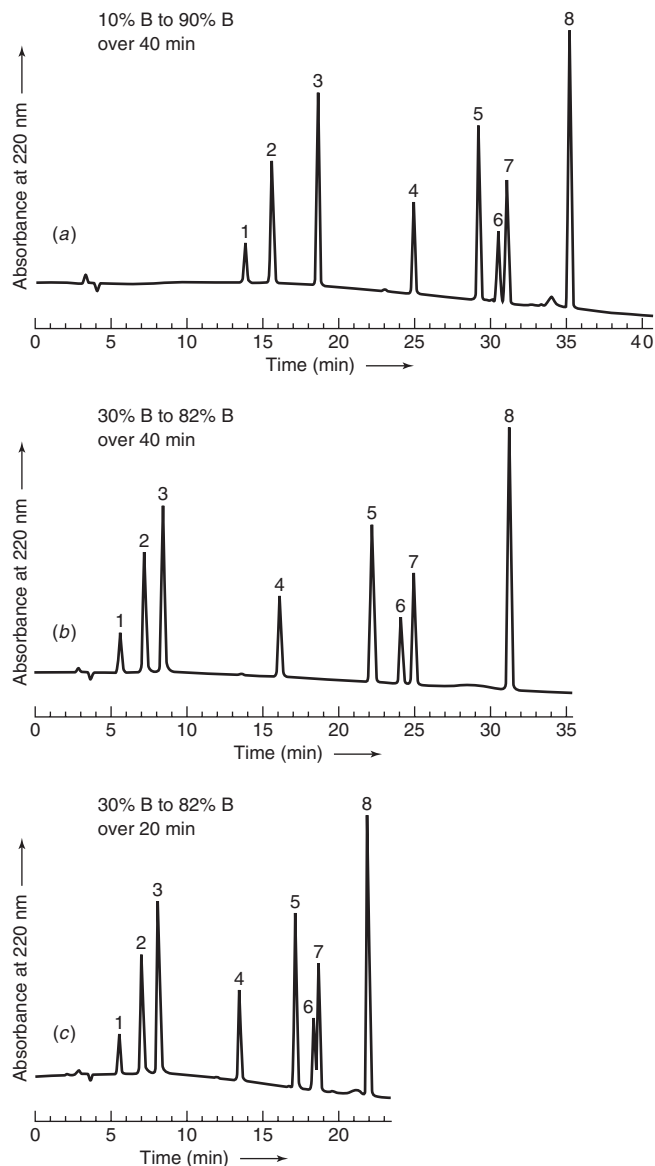 10% B to 90% B
over 40 min
Absorbance at 220 nm
(a)
1
2
3
4
5
6
7
8
0 5 10 15 20 25 30 35 40
Time (min)
30% B to 82% B
over 40 min
Absorbance at 220 nm
(b)
1
2
3
4
5
6
7
8
0 5 10 15 20 25 30 35
Time (min)
30% B to 82% B
over 20 min
Absorbance at 220 nm
(c)
1
2
3
4
5
6
7
8
0 5 10 15 20
Time (min)